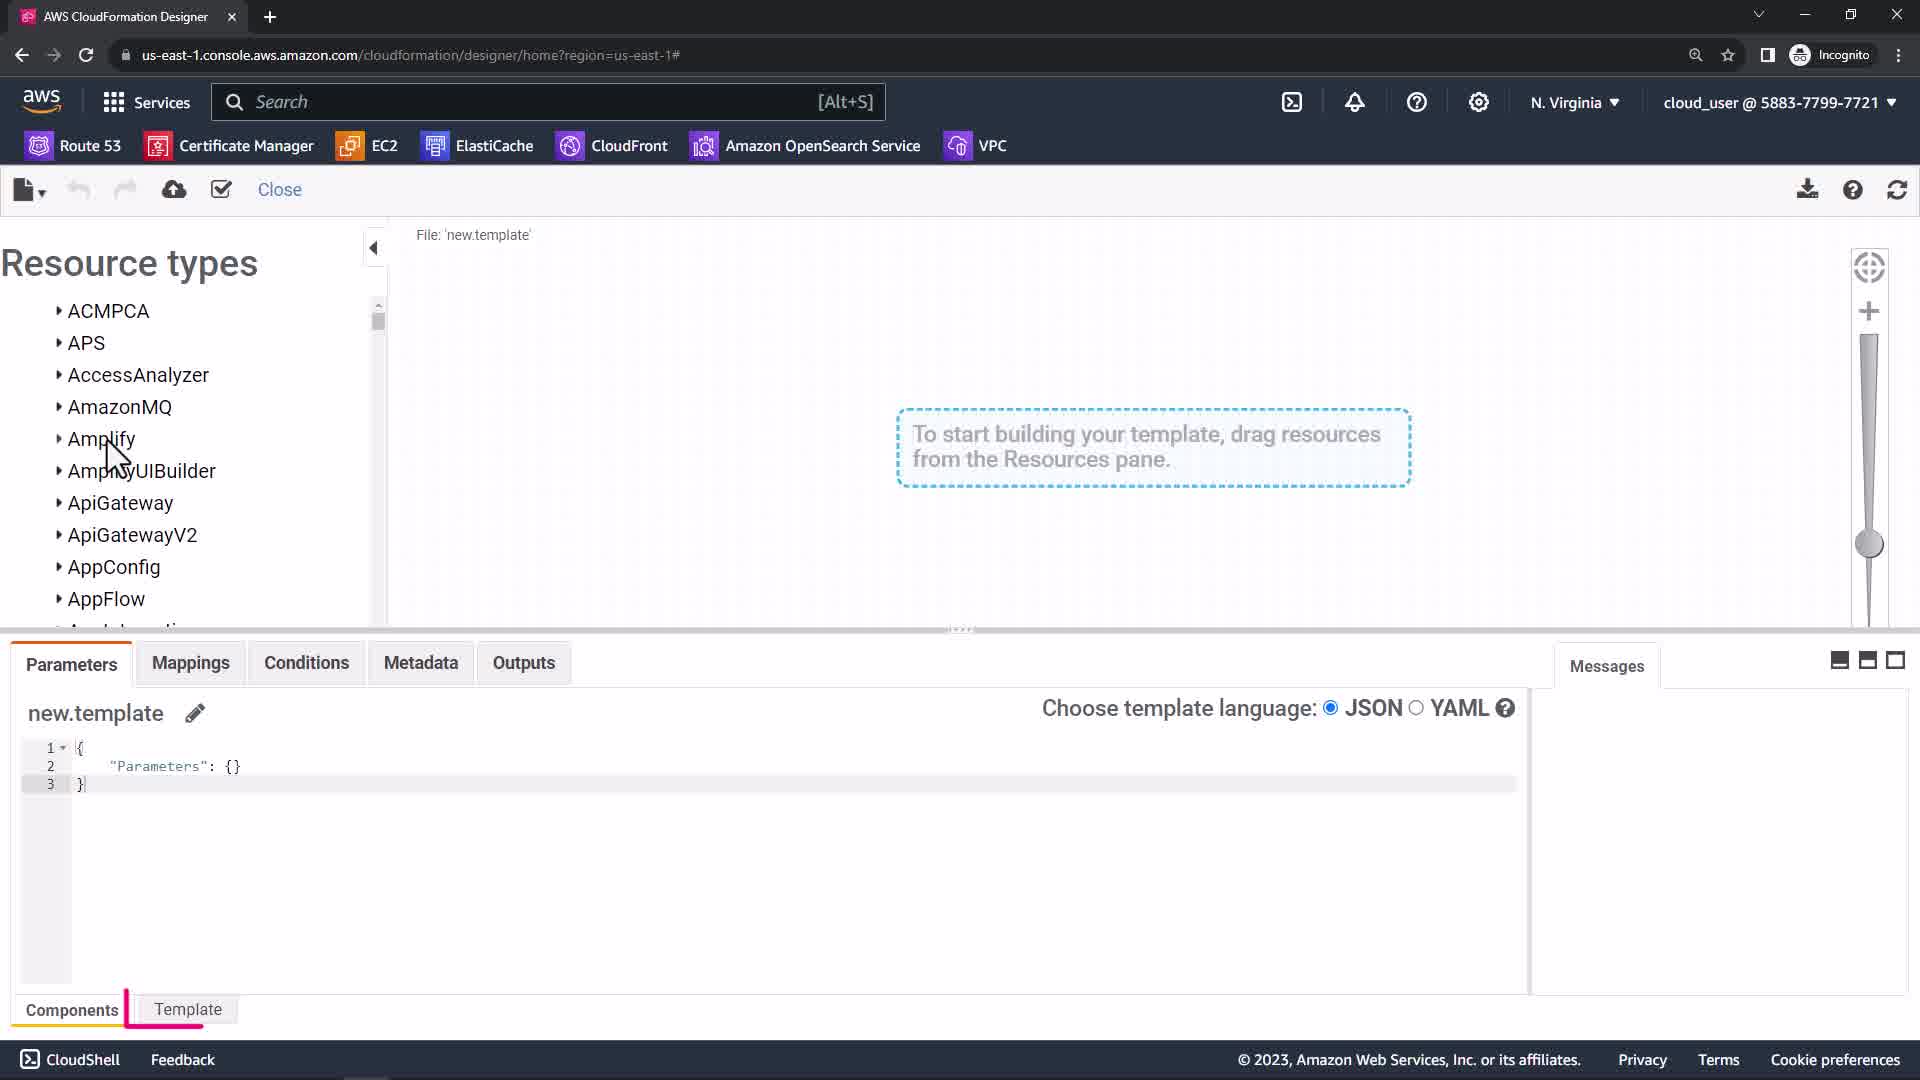 AWS CloudFormation Designer
us-east-1.console.aws.amazon.com/cloudformation/designer/home?region=us-east-1#
Incognito
aws
Services
Search
[Alt+S]
N. Virginia
cloud_user @ 5883-7799-7721
Route 53
Certificate Manager
EC2
ElastiCache
CloudFront
Amazon OpenSearch Service
VPC
Close
File: 'new.template'
Resource types
ACMPCA
APS
AccessAnalyzer
AmazonMQ
Amplify
AmplifyUIBuilder
ApiGateway
ApiGatewayV2
AppConfig
AppFlow
To start building your template, drag resources
from the Resources pane.
Parameters
Mappings
Conditions
Metadata
Outputs
Messages
new.template
Choose template language: JSON YAML
1 {
2 "Parameters": {}
3 }
Components
Template
CloudShell
Feedback
© 2023, Amazon Web Services, Inc. or its affiliates.
Privacy
Terms
Cookie preferences